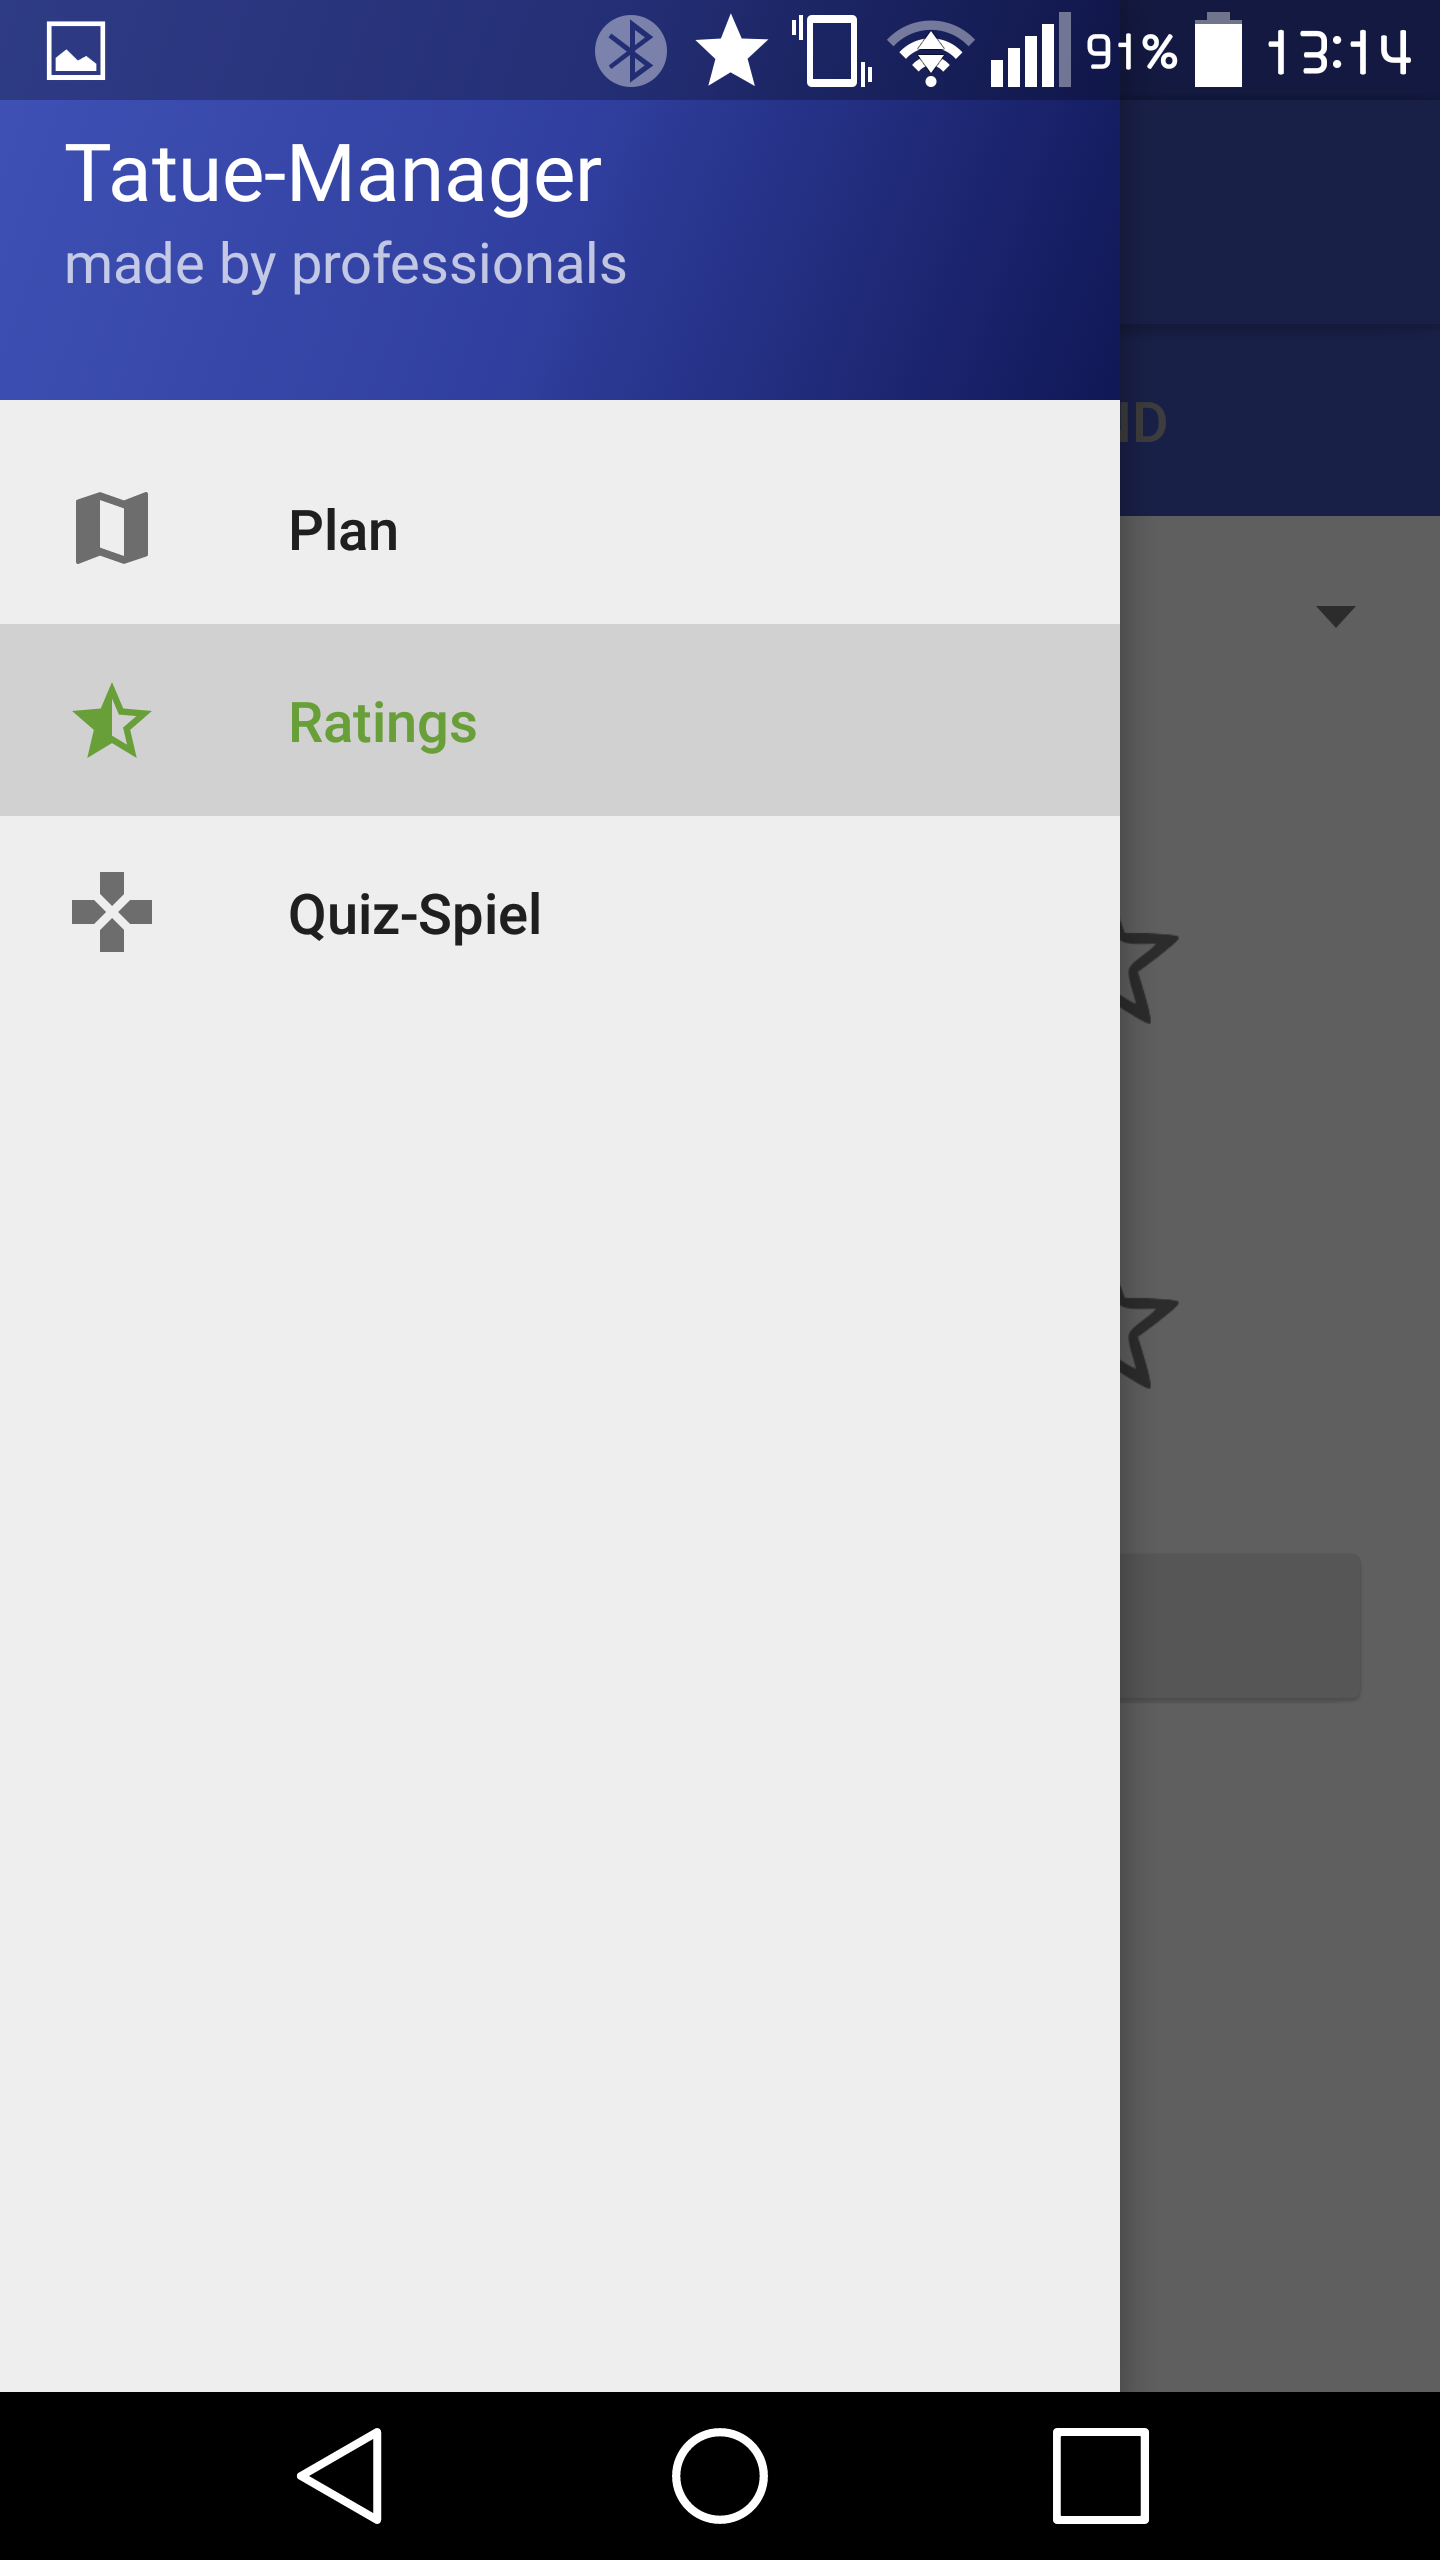 91% 13:14
Tatue-Manager
made by professionals
Plan
Ratings
Quiz-Spiel